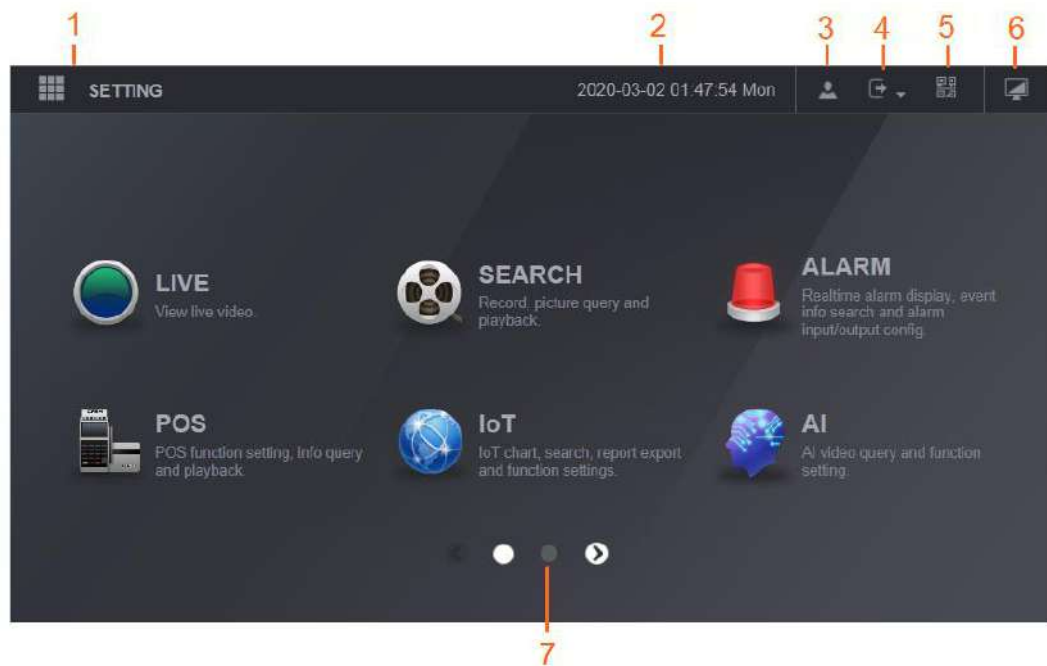 1 2 3 4 5 6
SETTING 2020-03-02 01:47:54 Mon
LIVE
View live video.
SEARCH
Record, picture query and
playback.
ALARM
Realtime alarm display, event
info search and alarm
input/output config.
POS
POS function setting, Info query
and playback.
IoT
IoT chart, search, report export
and function settings.
AI
AI video query and function
setting.
7